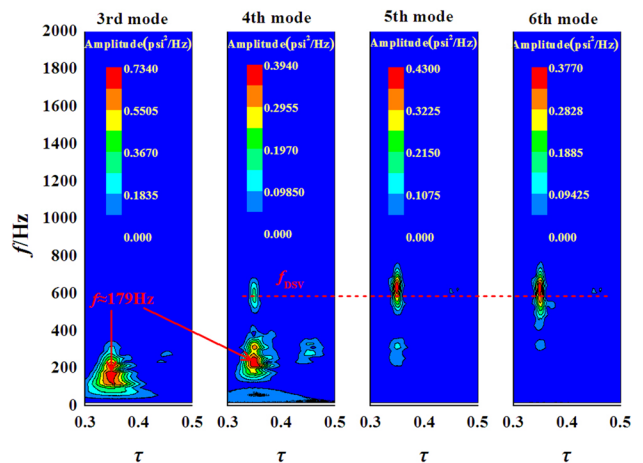 3rd mode
4th mode
5th mode
6th mode
2000
1800
1600
1400
1200
1000
800
600
400
200
0
f/Hz
Amplitude(psi²/Hz)
0.7340
0.5505
0.3670
0.1835
0.000
f≈179Hz
Amplitude(psi²/Hz)
0.3940
0.2955
0.1970
0.09850
0.000
f_DSV
Amplitude(psi²/Hz)
0.4300
0.3225
0.2150
0.1075
0.000
Amplitude(psi²/Hz)
0.3770
0.2828
0.1885
0.09425
0.000
0.3 0.4 0.5
0.3 0.4 0.5
0.3 0.4 0.5
0.3 0.4 0.5
τ
τ
τ
τ